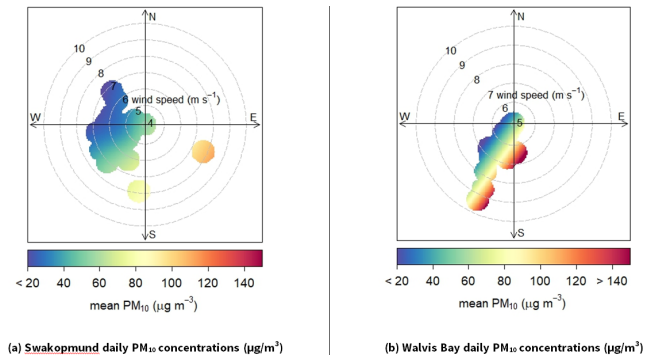 N
10
9
8
7
6 wind speed (m s⁻¹)
5
4
W
E
S
< 20 40 60 80 100 120 140
mean PM₁₀ (µg m⁻³)
(a) Swakopmund daily PM₁₀ concentrations (µg/m³)
N
10
9
8
7 wind speed (m s⁻¹)
6
5
W
E
S
< 20 40 60 80 100 120 > 140
mean PM₁₀ (µg m⁻³)
(b) Walvis Bay daily PM₁₀ concentrations (µg/m³)